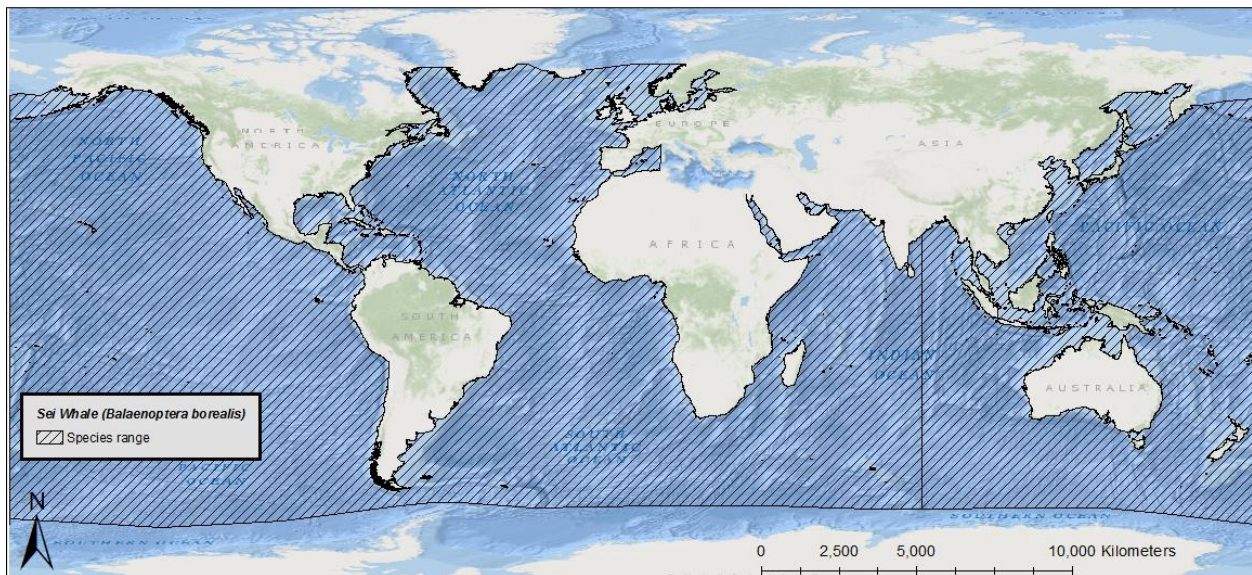 NORTH
PACIFIC
OCEAN
NORTH
AMERICA
NORTH
ATLANTIC
OCEAN
EUROPE
ASIA
PACIFIC OCEAN
AFRICA
SOUTH
AMERICA
INDIAN
OCEAN
AUSTRALIA
Sei Whale (Balaenoptera borealis)
Species range
SOUTH
ATLANTIC
OCEAN
PACIFIC
OCEAN
N
SOUTHERN OCEAN
SOUTHERN OCEAN
0 2,500 5,000 10,000 Kilometers